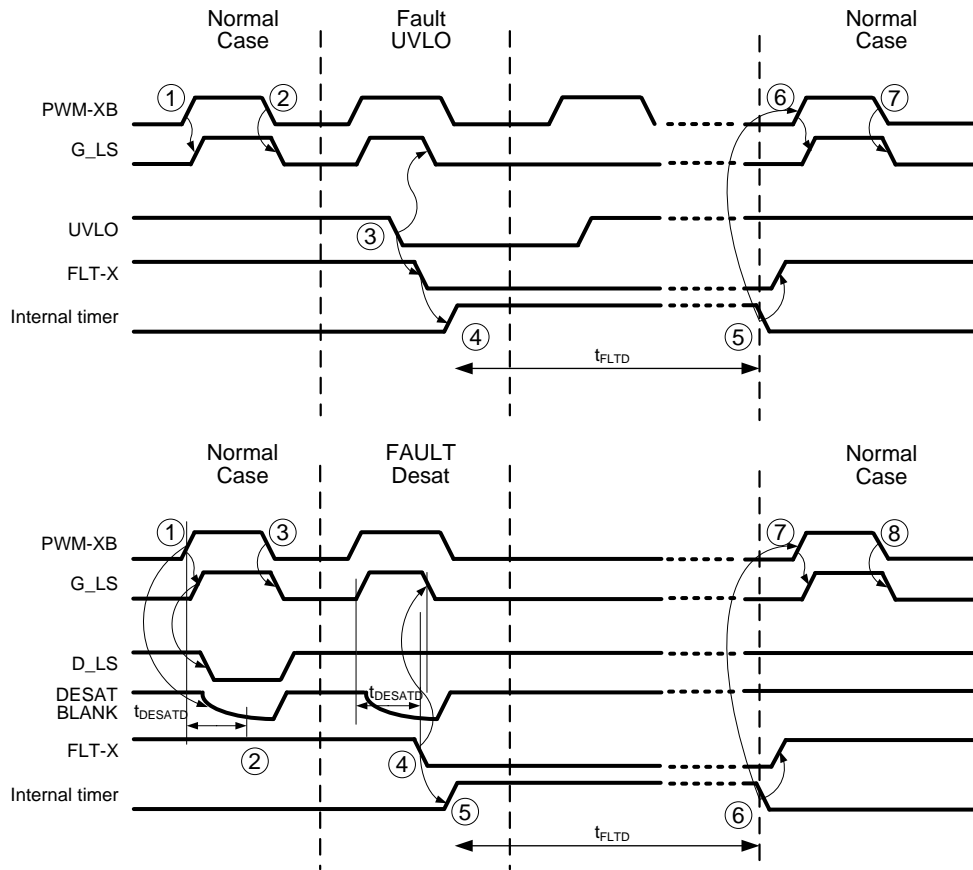 Normal
Case
Fault
UVLO
Normal
Case
PWM-XB
1
2
6
7
G_LS
UVLO
3
FLT-X
Internal timer
4
5
tFLTD
Normal
Case
FAULT
Desat
Normal
Case
PWM-XB
1
3
7
8
G_LS
D_LS
DESAT
BLANK
tDESATD
tDESATD
2
FLT-X
4
Internal timer
5
6
tFLTD